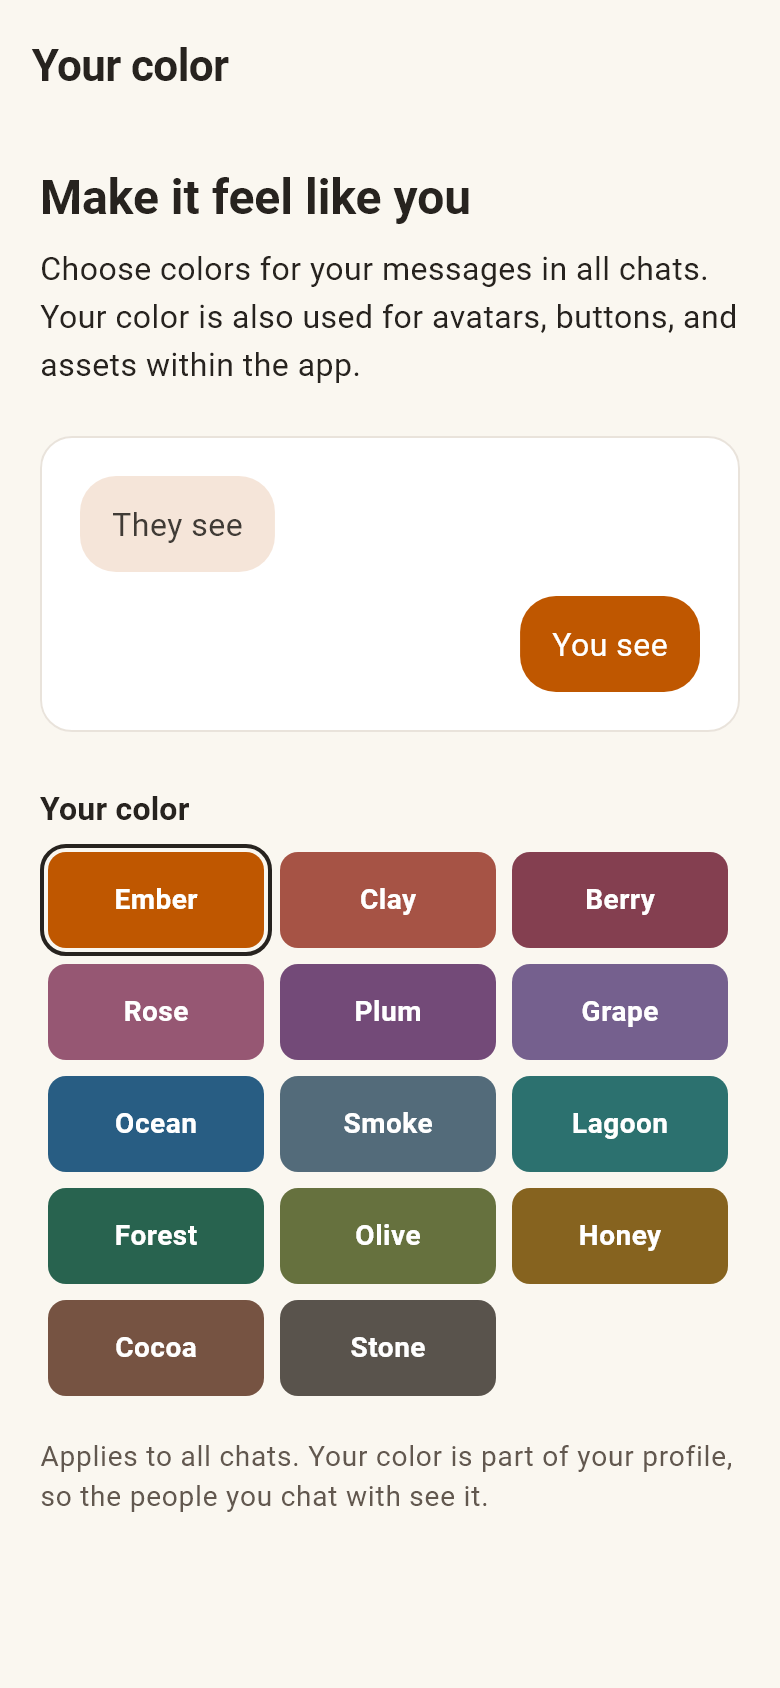 Your color
Make it feel like you
Choose colors for your messages in all chats.
Your color is also used for avatars, buttons, and
assets within the app.
They see
You see
Your color
Ember
Clay
Berry
Rose
Plum
Grape
Ocean
Smoke
Lagoon
Forest
Olive
Honey
Cocoa
Stone
Applies to all chats. Your color is part of your profile,
so the people you chat with see it.